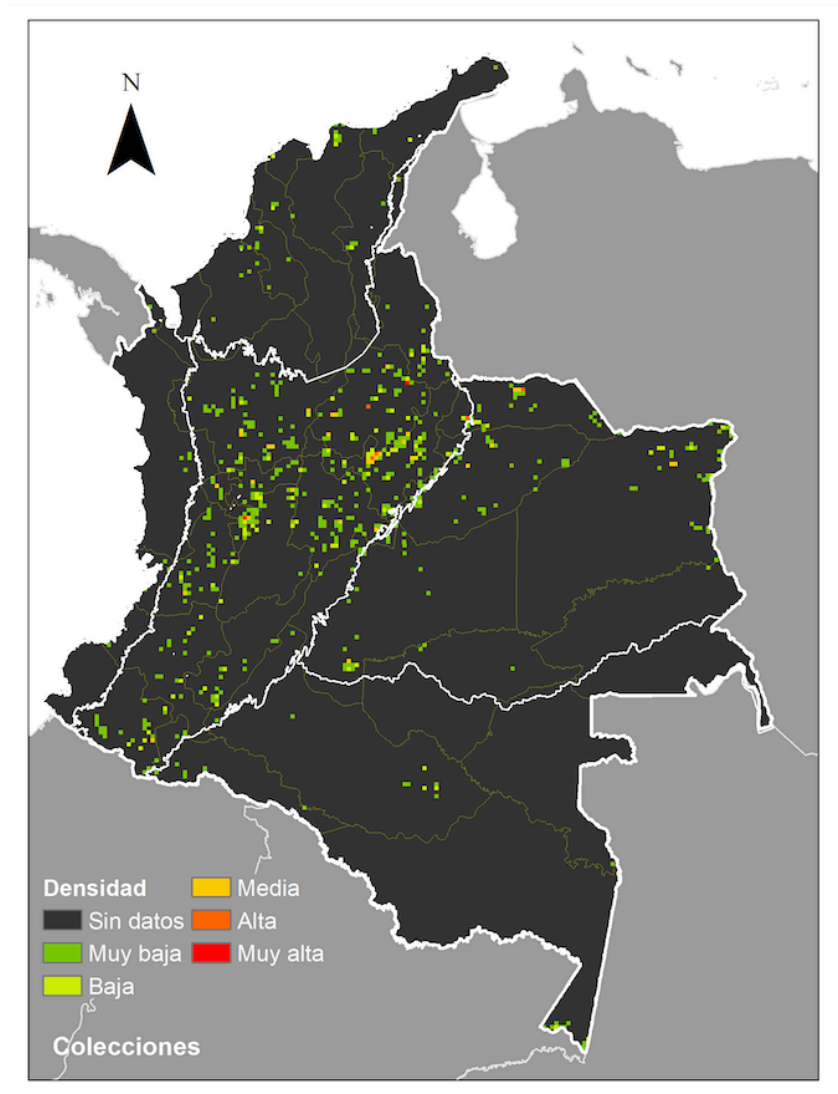 N
Densidad
Sin datos
Muy baja
Baja
Media
Alta
Muy alta
Colecciones